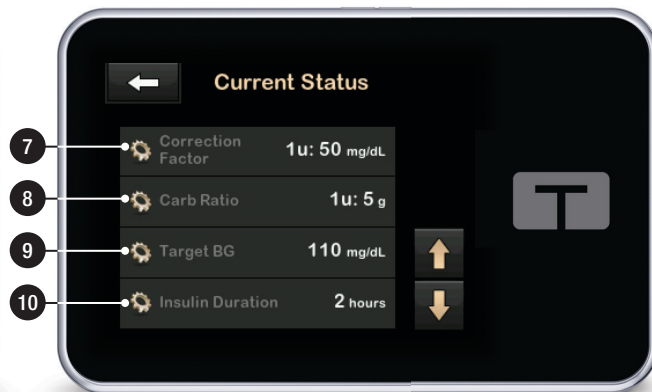 Current Status
7
Correction
Factor
1u: 50 mg/dL
8
Carb Ratio
1u: 5 g
9
Target BG
110 mg/dL
10
Insulin Duration
2 hours
T